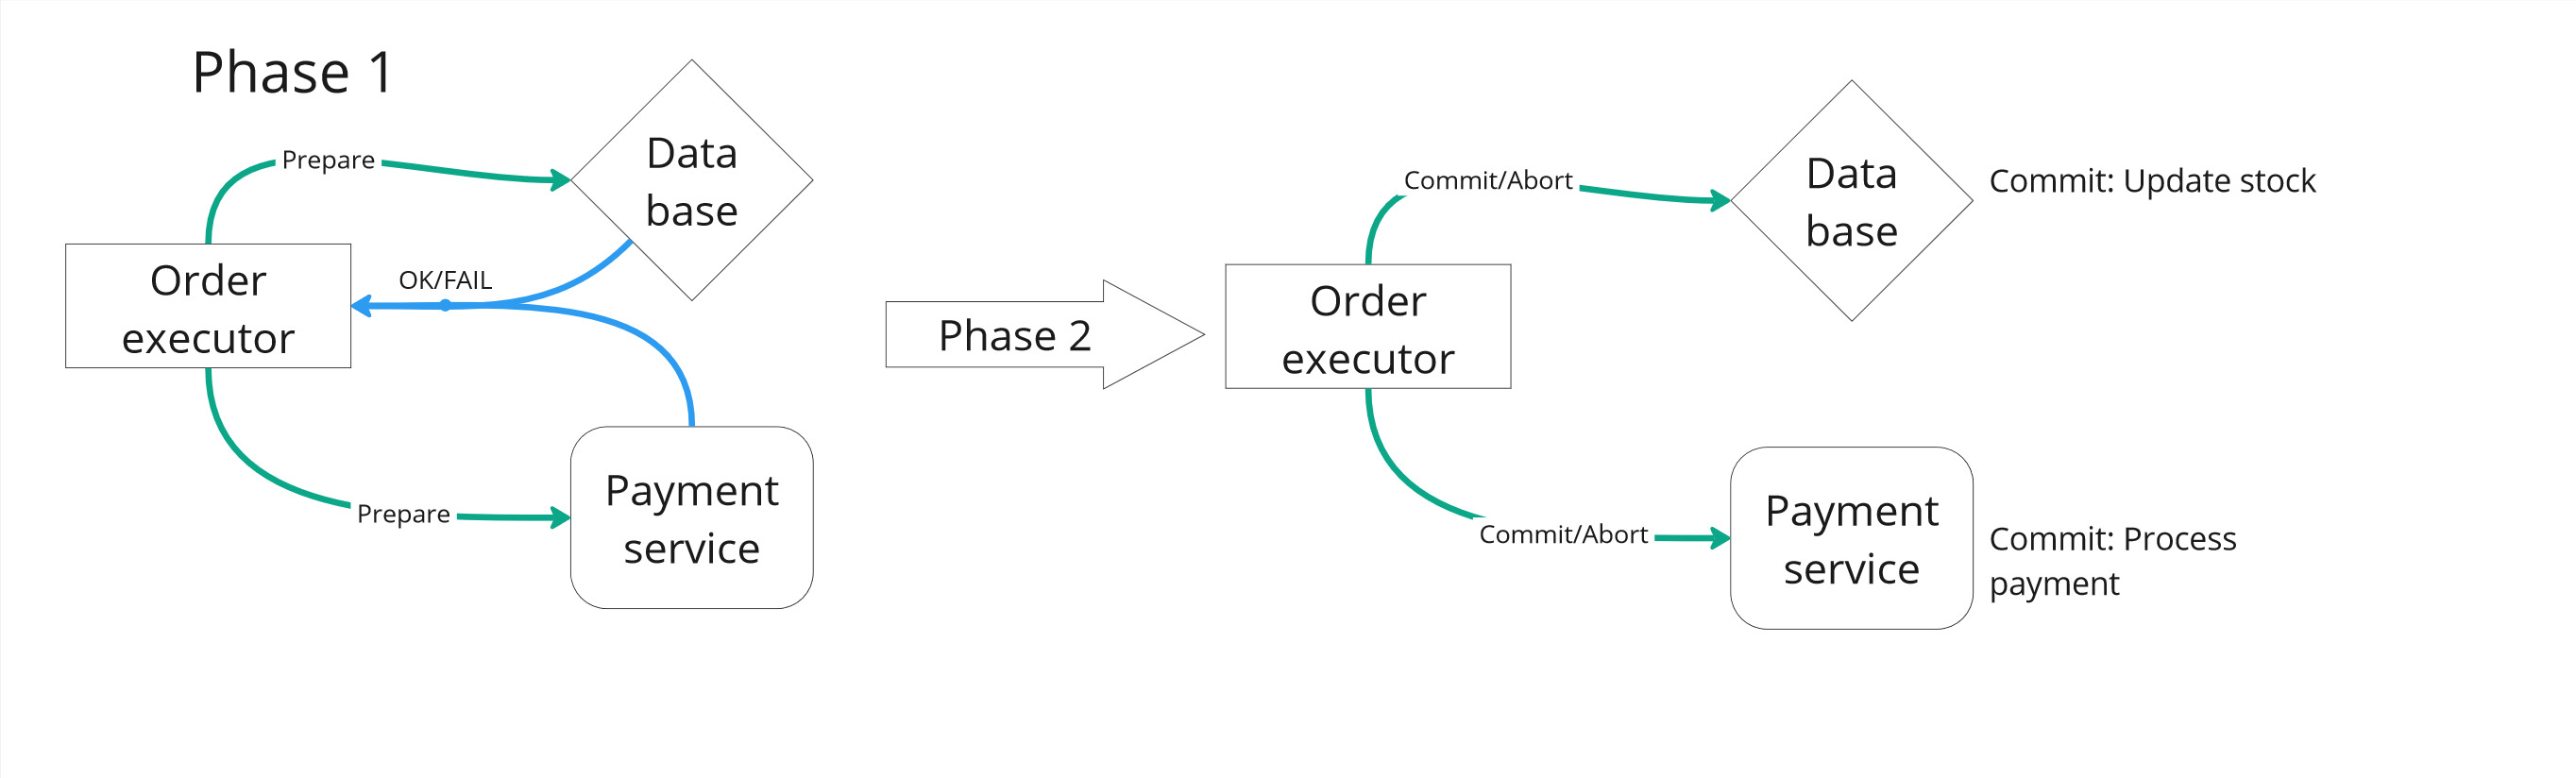 Phase 1
Data
base
Prepare
Order
executor
OK/FAIL
Payment
service
Prepare
Phase 2
Data
base
Commit/Abort
Commit: Update stock
Order
executor
Payment
service
Commit/Abort
Commit: Process
payment